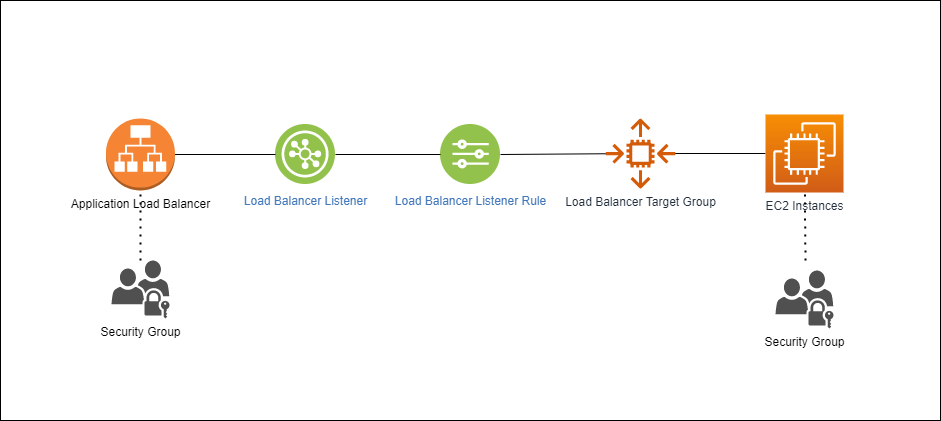 Application Load Balancer
Load Balancer Listener
Load Balancer Listener Rule
Load Balancer Target Group
EC2 Instances
Security Group
Security Group